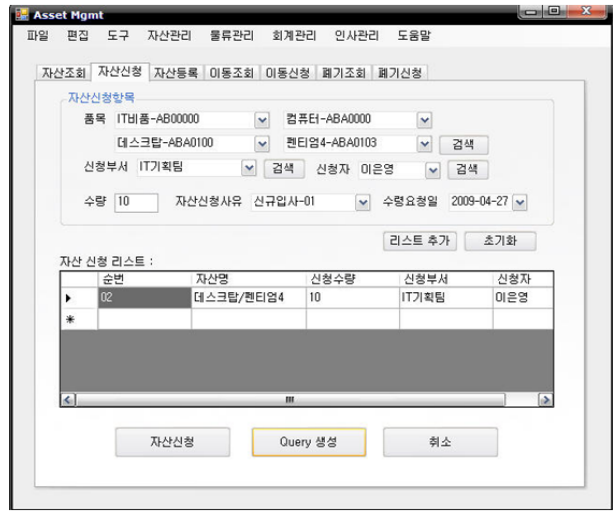 Asset Mgmt
파일 편집 도구 자산관리 물류관리 회계관리 인사관리 도움말
자산조회 자산신청 자산등록 이동조회 이동신청 폐기조회 폐기신청
자산신청항목
품목 IT비품-AB00000 컴퓨터-ABA0000
데스크탑-ABA0100 펜티엄4-ABA0103 검색
신청부서 IT기획팀 검색 신청자 이은영 검색
수량 10 자산신청사유 신규입사-01 수령요청일 2009-04-27
리스트 추가 초기화
자산 신청 리스트 :
순번 자산명 신청수량 신청부서 신청자
02 데스크탑/펜티엄4 10 IT기획팀 이은영
자산신청 Query 생성 취소